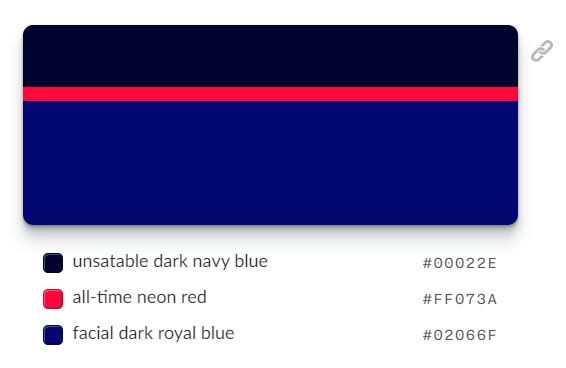 unsatable dark navy blue #00022E
all-time neon red #FF073A
facial dark royal blue #02066F